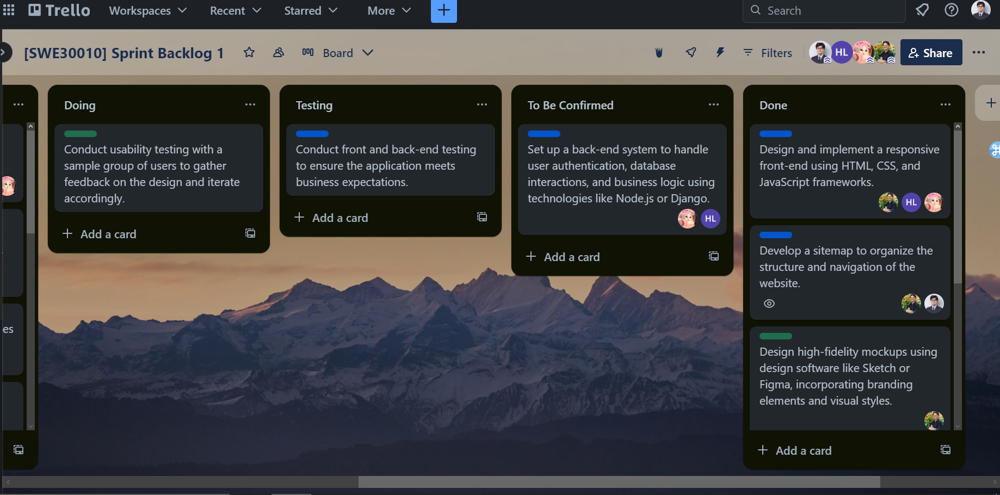 Trello
Workspaces
Recent
Starred
More
Search
[SWE30010] Sprint Backlog 1
Board
Filters
HL
Share
es
Doing
Conduct usability testing with a
sample group of users to gather
feedback on the design and iterate
accordingly.
Add a card
Testing
Conduct front and back-end testing
to ensure the application meets
business expectations.
Add a card
To Be Confirmed
Set up a back-end system to handle
user authentication, database
interactions, and business logic using
technologies like Node.js or Django.
HL
Add a card
Done
Design and implement a responsive
front-end using HTML, CSS, and
JavaScript frameworks.
HL
Develop a sitemap to organize the
structure and navigation of the
website.
Design high-fidelity mockups using
design software like Sketch or
Figma, incorporating branding
elements and visual styles.
Add a card